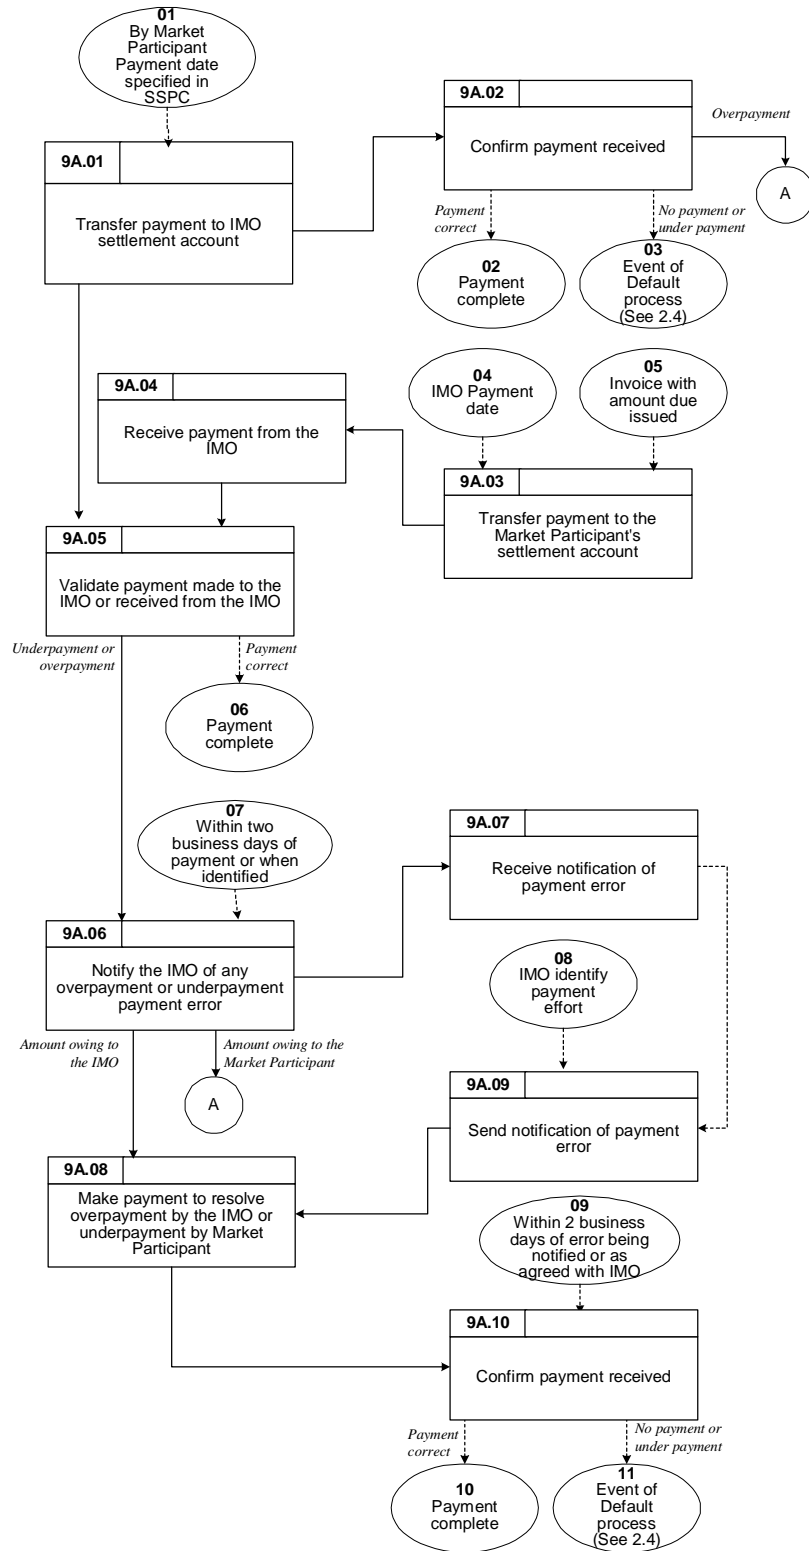 01
By Market
Participant
Payment date
specified in
SSPC
9A.02
Confirm payment received
Overpayment
A
9A.01
Transfer payment to IMO
settlement account
Payment
correct
No payment or
under payment
02
Payment
complete
03
Event of
Default
process
(See 2.4)
9A.04
Receive payment from the
IMO
04
IMO Payment
date
05
Invoice with
amount due
issued
9A.03
Transfer payment to the
Market Participant's
settlement account
9A.05
Validate payment made to the
IMO or received from the IMO
Underpayment or
overpayment
Payment
correct
06
Payment
complete
07
Within two
business days of
payment or when
identified
9A.07
Receive notification of
payment error
9A.06
Notify the IMO of any
overpayment or underpayment
payment error
08
IMO identify
payment
effort
Amount owing to
the IMO
Amount owing to the
Market Participant
A
9A.09
Send notification of payment
error
9A.08
Make payment to resolve
overpayment by the IMO or
underpayment by Market
Participant
09
Within 2 business
days of error being
notified or as
agreed with IMO
9A.10
Confirm payment received
Payment
correct
No payment or
under payment
10
Payment
complete
11
Event of
Default
process
(See 2.4)